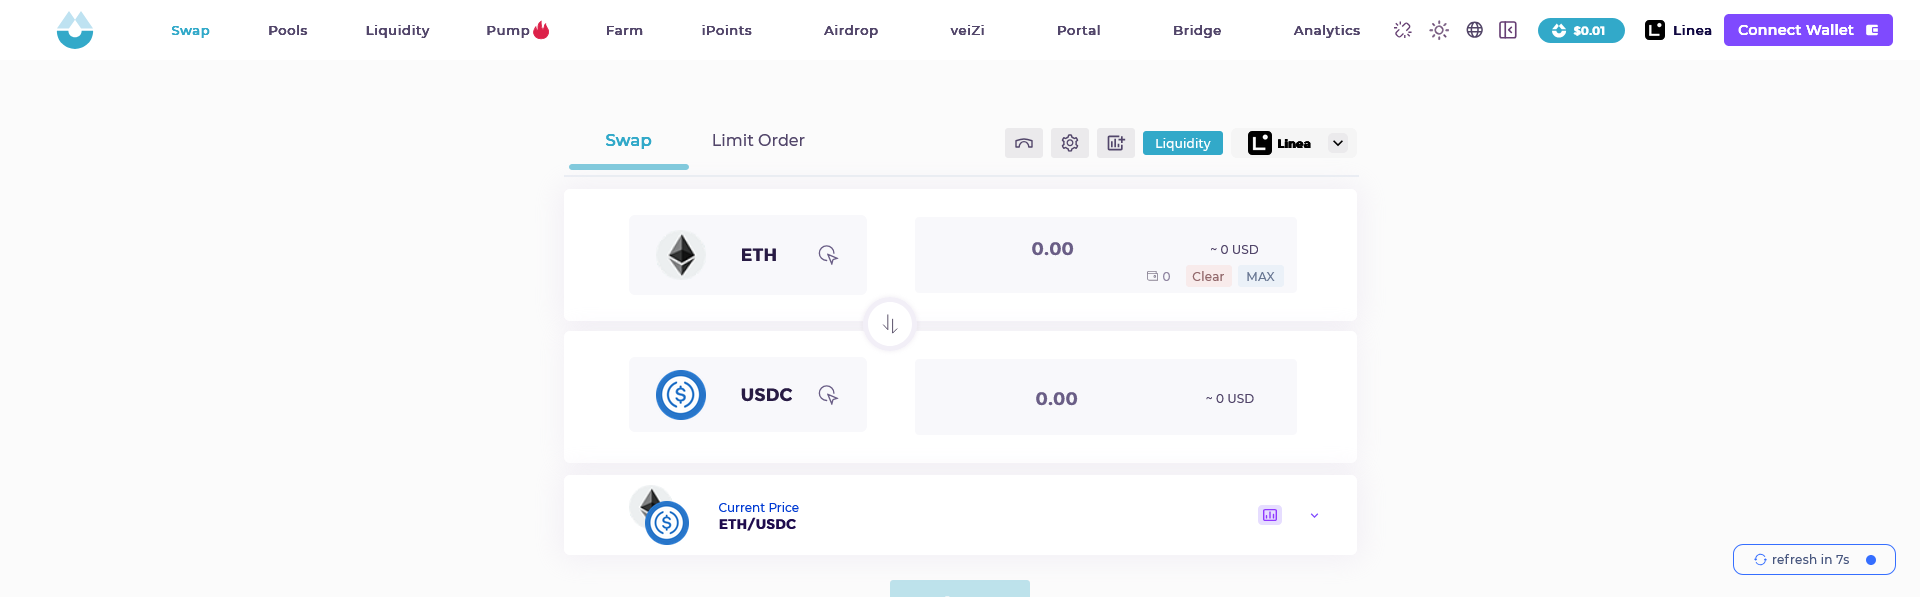 Swap Pools Liquidity Pump Farm iPoints Airdrop veiZi Portal Bridge Analytics $0.01 Linea Connect Wallet
Swap Limit Order Liquidity Linea
ETH 0.00 ~ 0 USD
0 Clear MAX
USDC 0.00 ~ 0 USD
Current Price
ETH/USDC
refresh in 7s